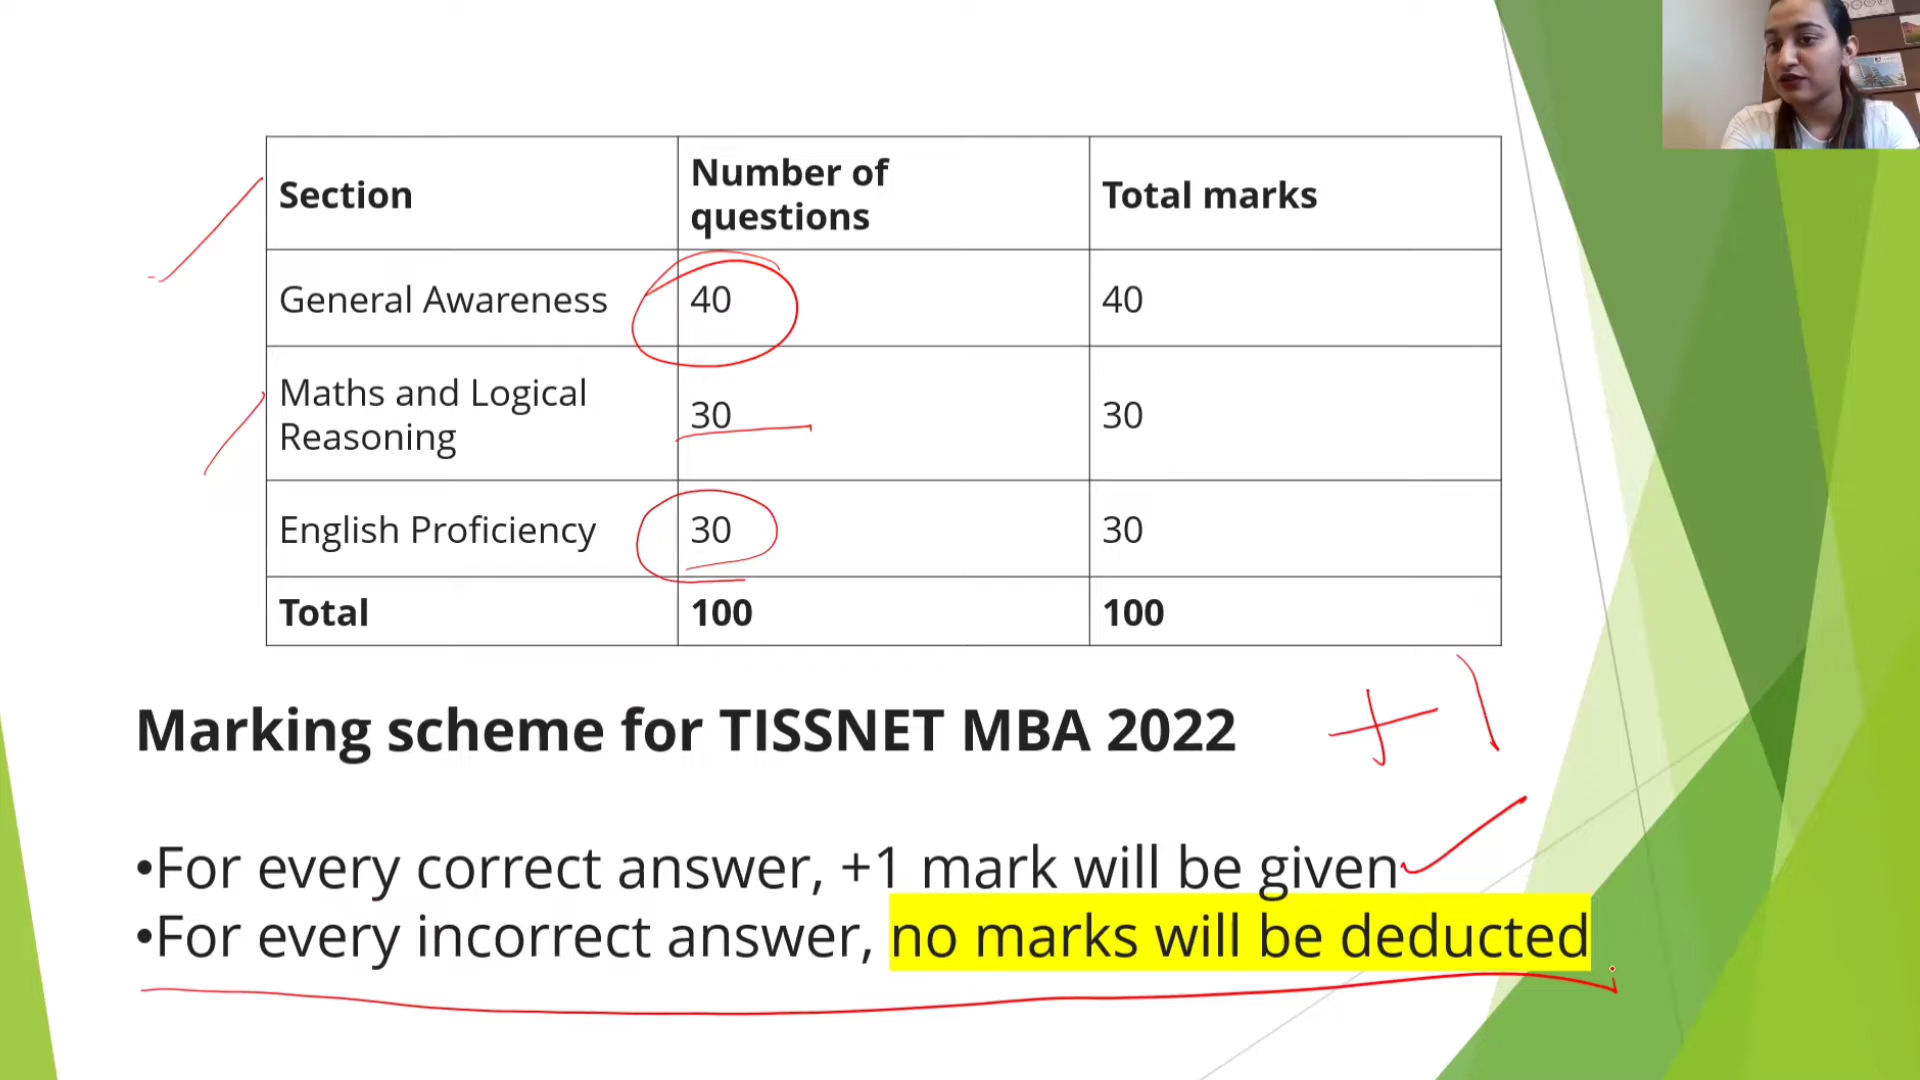 Section
Number of
questions
Total marks
General Awareness
40
40
Maths and Logical
Reasoning
30
30
English Proficiency
30
30
Total
100
100
+1
Marking scheme for TISSNET MBA 2022
•For every correct answer, +1 mark will be given
•For every incorrect answer, no marks will be deducted